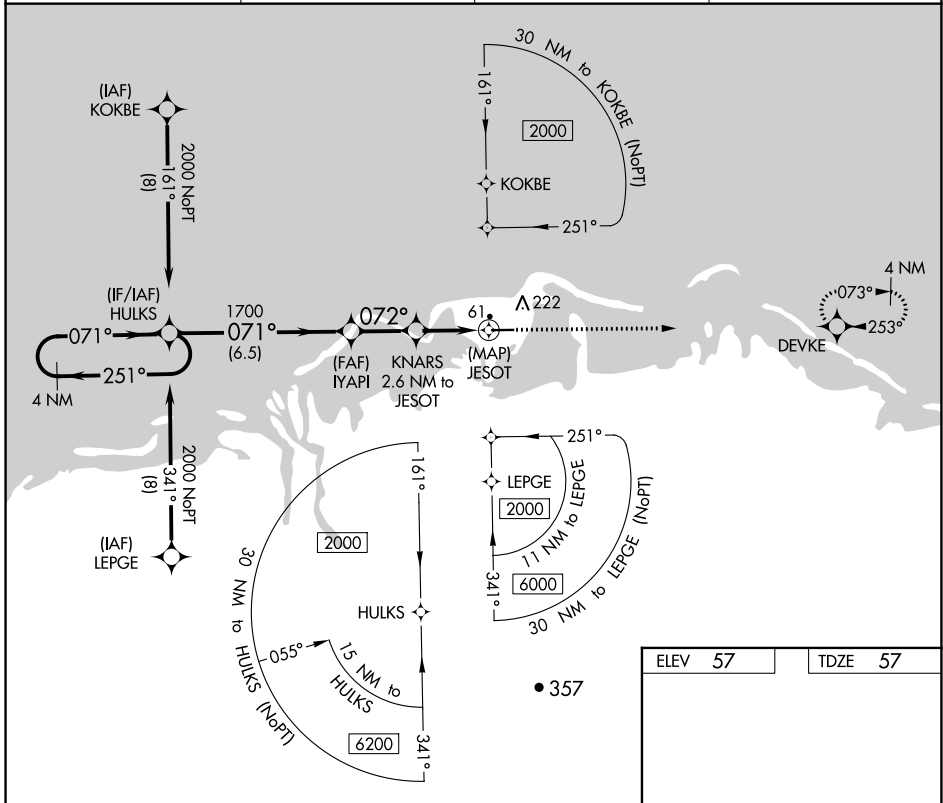 (IAF)
KOKBE
2000 NoPT
161°
(8)
30 NM to KOKBE (NoPT)
161°
2000
KOKBE
251°
(IF/IAF)
HULKS
071°
251°
4 NM
1700
071°
(6.5)
072°
(FAF)
IYAPI
KNARS
2.6 NM to
JESOT
61
(MAP)
JESOT
222
4 NM
073°
253°
DEVKE
2000 NoPT
341°
(8)
(IAF)
LEPGE
30 NM to HULKS (NoPT)
161°
2000
HULKS
055°
15 NM to
HULKS
6200
341°
251°
LEPGE
2000
11 NM to LEPGE
341°
6000
30 NM to LEPGE (NoPT)
357
ELEV 57
TDZE 57